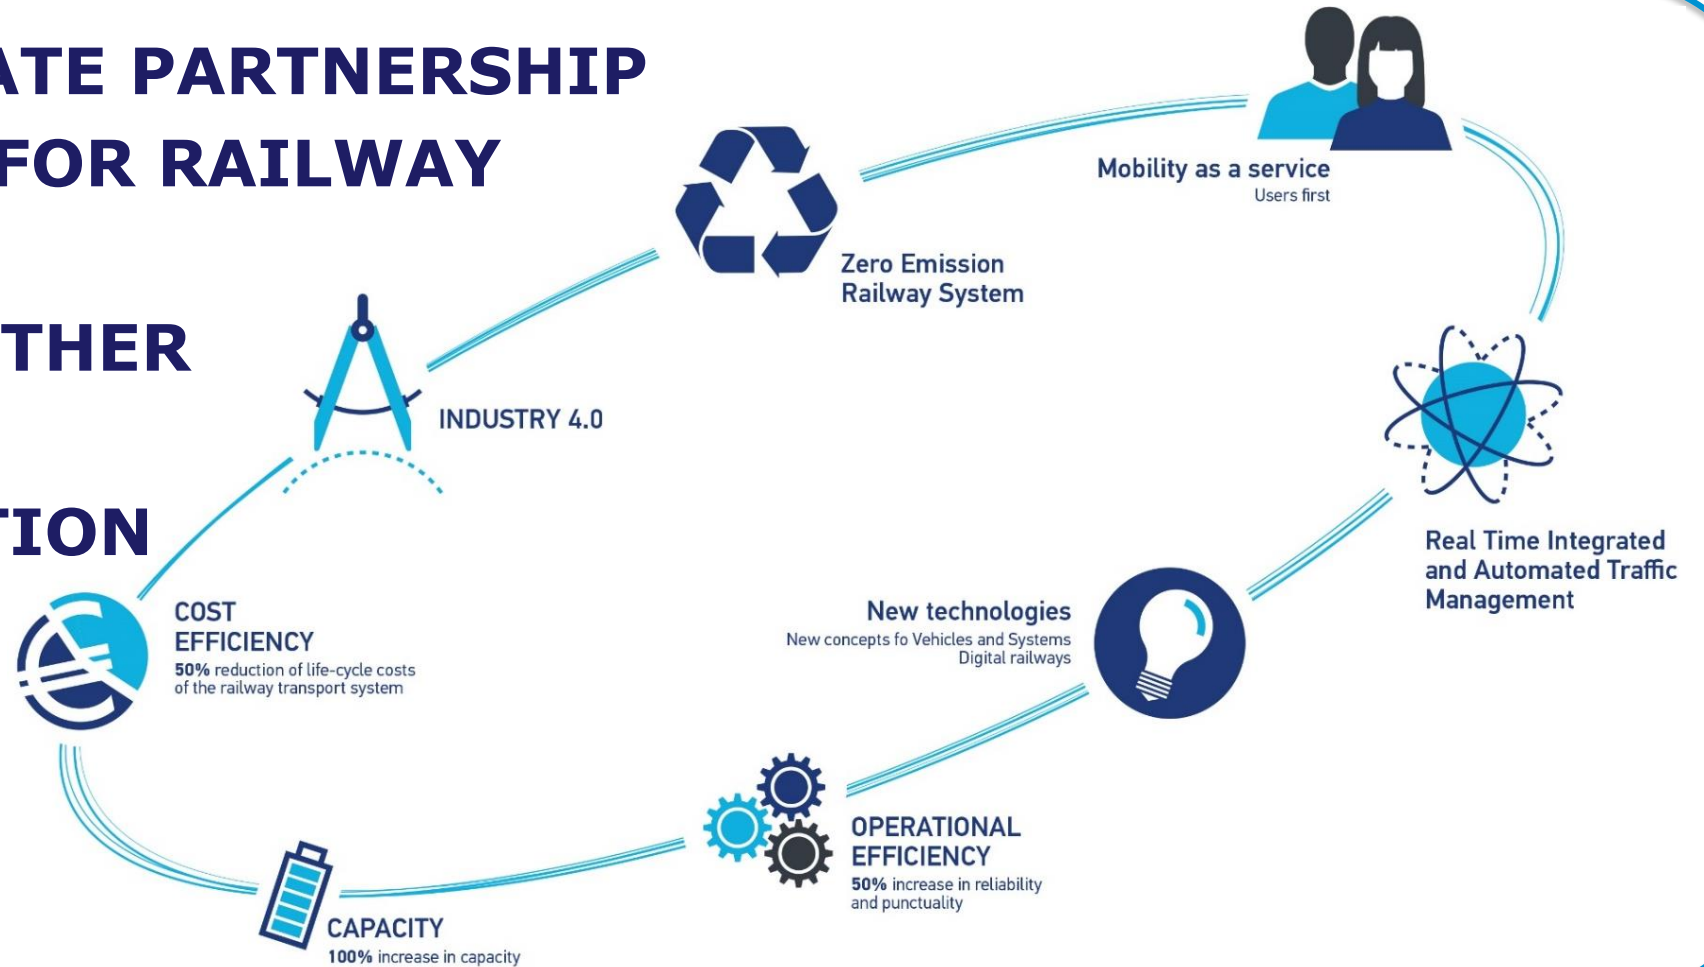 ATE PARTNERSHIP
FOR RAILWAY
THER
TION
Mobility as a service
Users first
Zero Emission
Railway System
INDUSTRY 4.0
Real Time Integrated
and Automated Traffic
Management
COST
EFFICIENCY
50% reduction of life-cycle costs
of the railway transport system
New technologies
New concepts fo Vehicles and Systems
Digital railways
OPERATIONAL
EFFICIENCY
50% increase in reliability
and punctuality
CAPACITY
100% increase in capacity